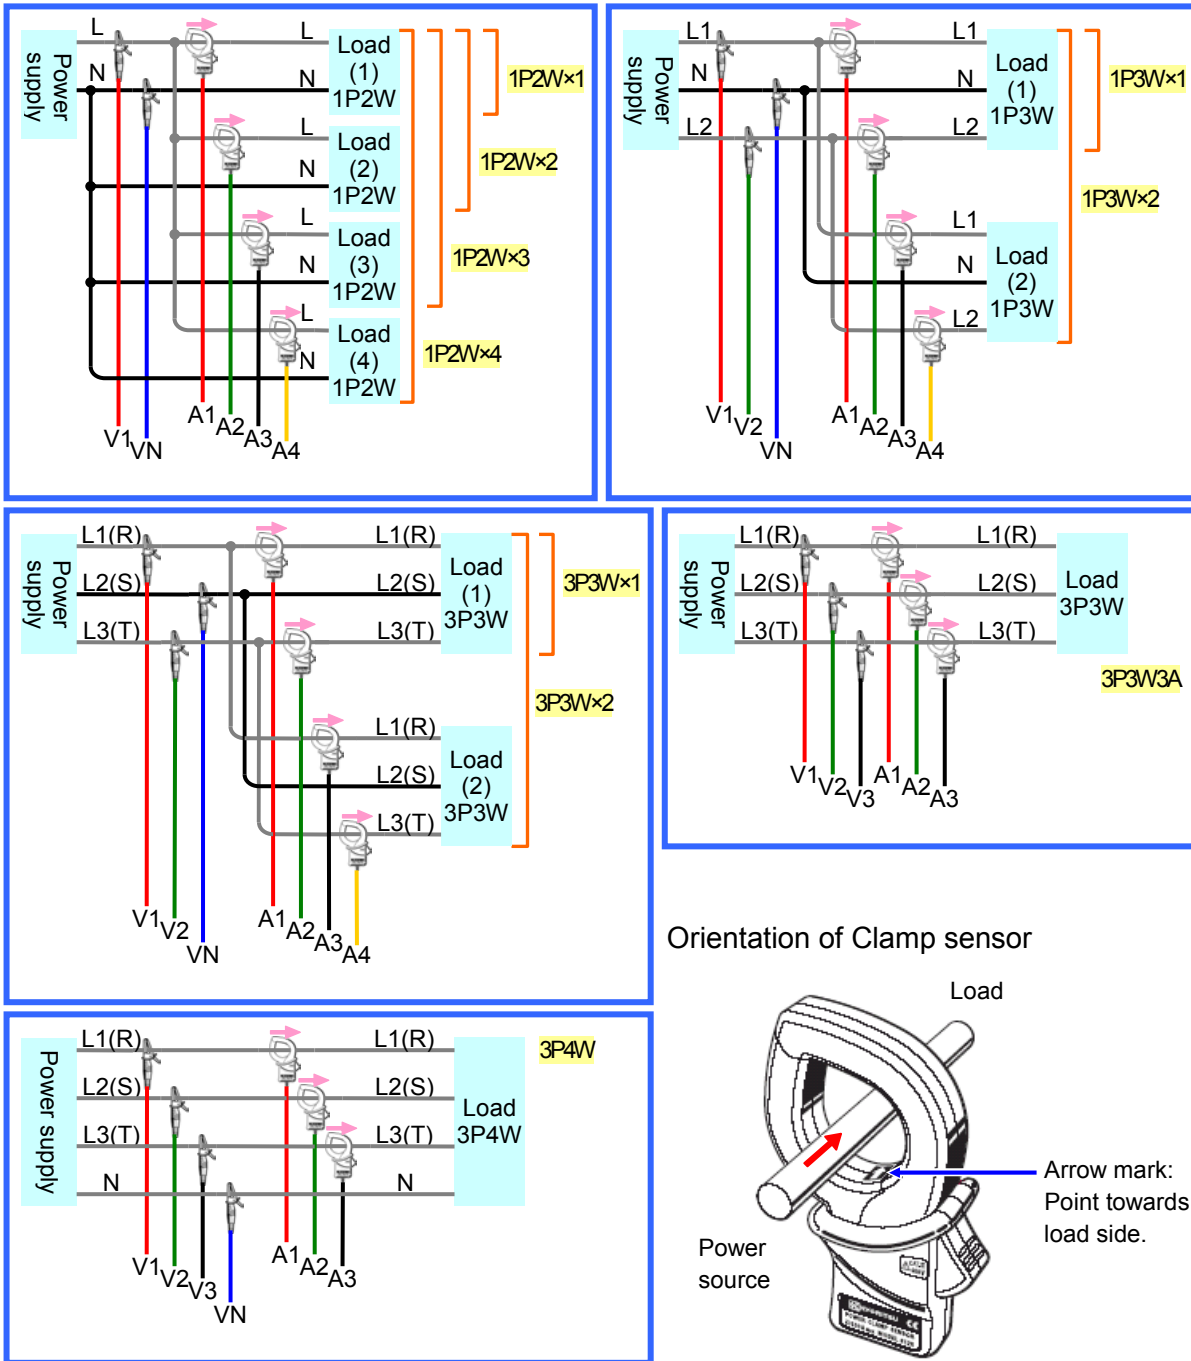 L
L
N
N
Power
supply
Load
(1)
1P2W
1P2W×1
L
N
Load
(2)
1P2W
1P2W×2
L
N
Load
(3)
1P2W
1P2W×3
L
N
Load
(4)
1P2W
1P2W×4
V1
VN
A1
A2
A3
A4
L1
L1
N
N
L2
L2
Power
supply
Load
(1)
1P3W
1P3W×1
1P3W×2
L1
N
L2
Load
(2)
1P3W
V1
V2
VN
A1
A2
A3
A4
L1(R)
L1(R)
L2(S)
L2(S)
L3(T)
L3(T)
Power
supply
Load
(1)
3P3W
3P3W×1
3P3W×2
L1(R)
L2(S)
L3(T)
Load
(2)
3P3W
V1
V2
VN
A1
A2
A3
A4
L1(R)
L1(R)
L2(S)
L2(S)
L3(T)
L3(T)
Power
supply
Load
3P3W
3P3W3A
V1
V2
V3
A1
A2
A3
L1(R)
L1(R)
L2(S)
L2(S)
L3(T)
L3(T)
N
N
Power supply
Load
3P4W
3P4W
V1
V2
V3
VN
A1
A2
A3
Orientation of Clamp sensor
Load
Arrow mark:
Point towards
load side.
Power
source
POWER CLAMP SENSOR